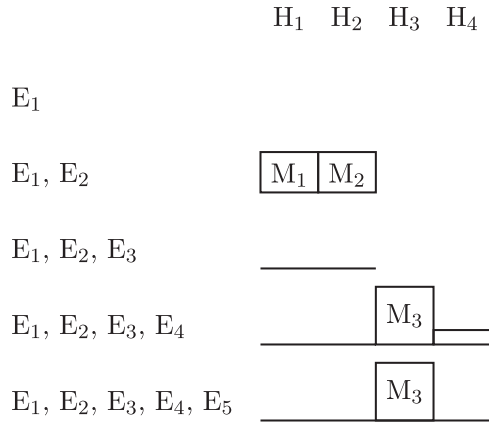 H₁ H₂ H₃ H₄
E₁
E₁, E₂ M₁ M₂
E₁, E₂, E₃
E₁, E₂, E₃, E₄ M₃
E₁, E₂, E₃, E₄, E₅ M₃